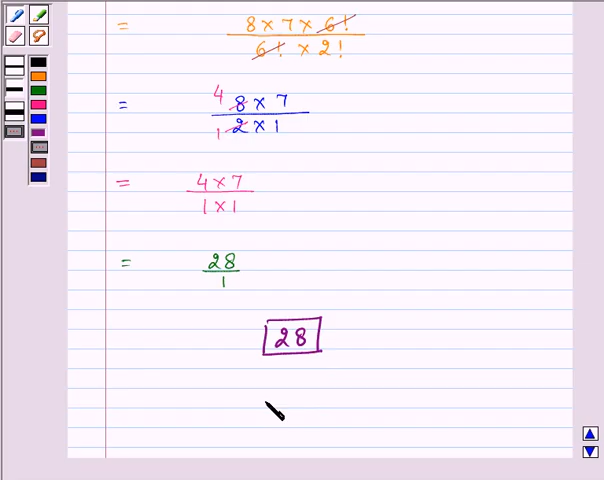 = 8 × 7 × 6!
6! × 2!
4
= 8 × 7
1 2 × 1
= 4 × 7
1 × 1
= 28
1
28